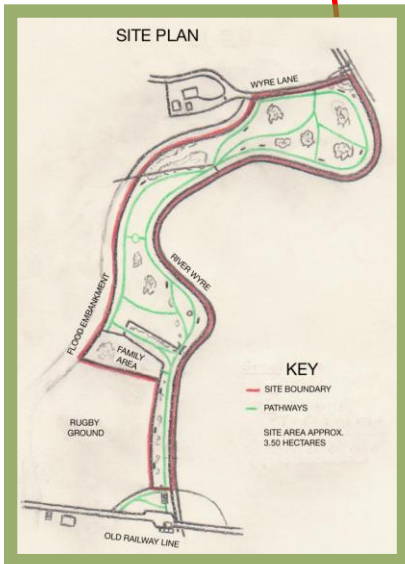 SITE PLAN
WYRE LANE
RIVER WYRE
FLOOD EMBANKMENT
FAMILY
AREA
KEY
SITE BOUNDARY
PATHWAYS
SITE AREA APPROX.
3.50 HECTARES
RUGBY
GROUND
OLD RAILWAY LINE